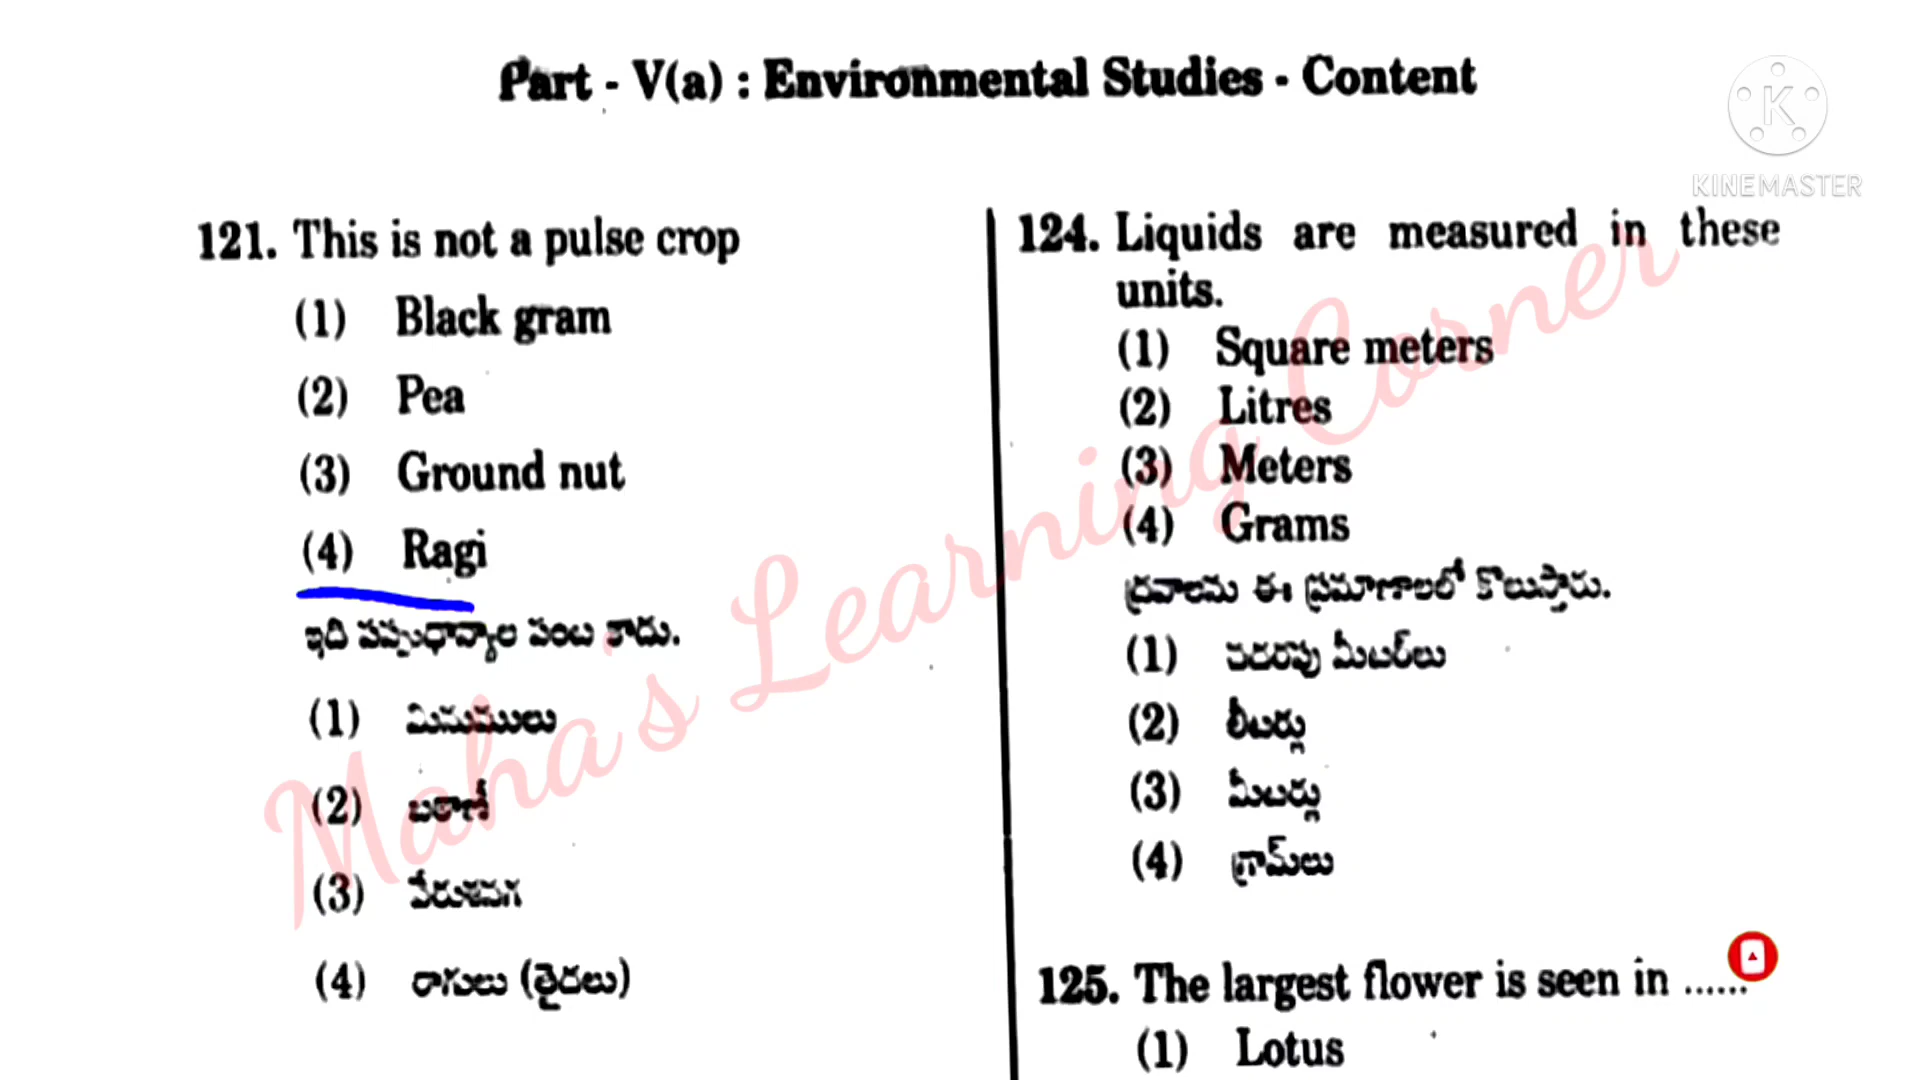 Part - V(a) : Environmental Studies - Content
KINEMASTER
121. This is not a pulse crop
(1) Black gram
(2) Pea
(3) Ground nut
(4) Ragi
ఇది పప్పుధాన్యాల పంట కాదు.
(1) మినుములు
(2) బఠాణీ
(3) వేరుశనగ
(4) రాగులు (తైదలు)
124. Liquids are measured in these
units.
(1) Square meters
(2) Litres
(3) Meters
(4) Grams
ద్రవాలను ఈ ప్రమాణాలలో కొలుస్తారు.
(1) చదరపు మీటర్‌లు
(2) లీటర్లు
(3) మీటర్లు
(4) గ్రామ్‌లు
125. The largest flower is seen in ......
(1) Lotus
Maha's Learning Corner